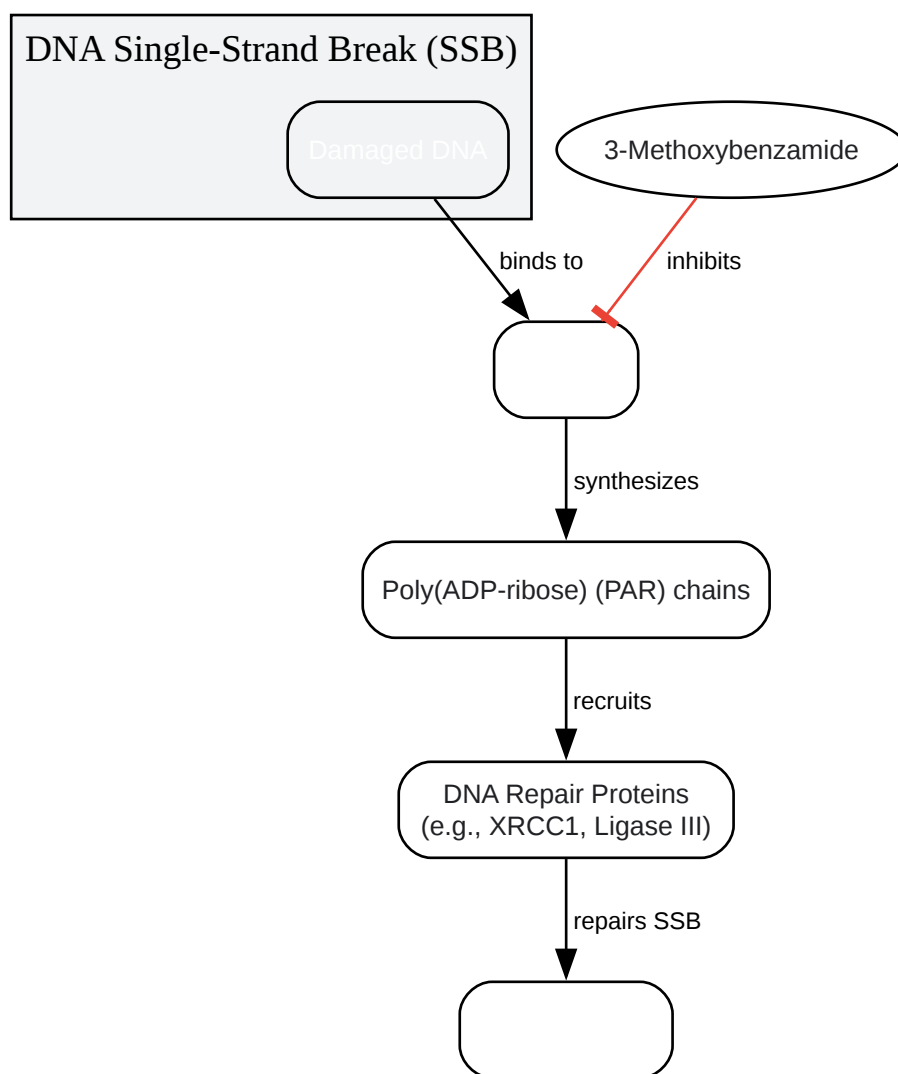 DNA Single-Strand Break (SSB)
Damaged DNA
3-Methoxybenzamide
binds to
inhibits
synthesizes
Poly(ADP-ribose) (PAR) chains
recruits
DNA Repair Proteins
(e.g., XRCC1, Ligase III)
repairs SSB